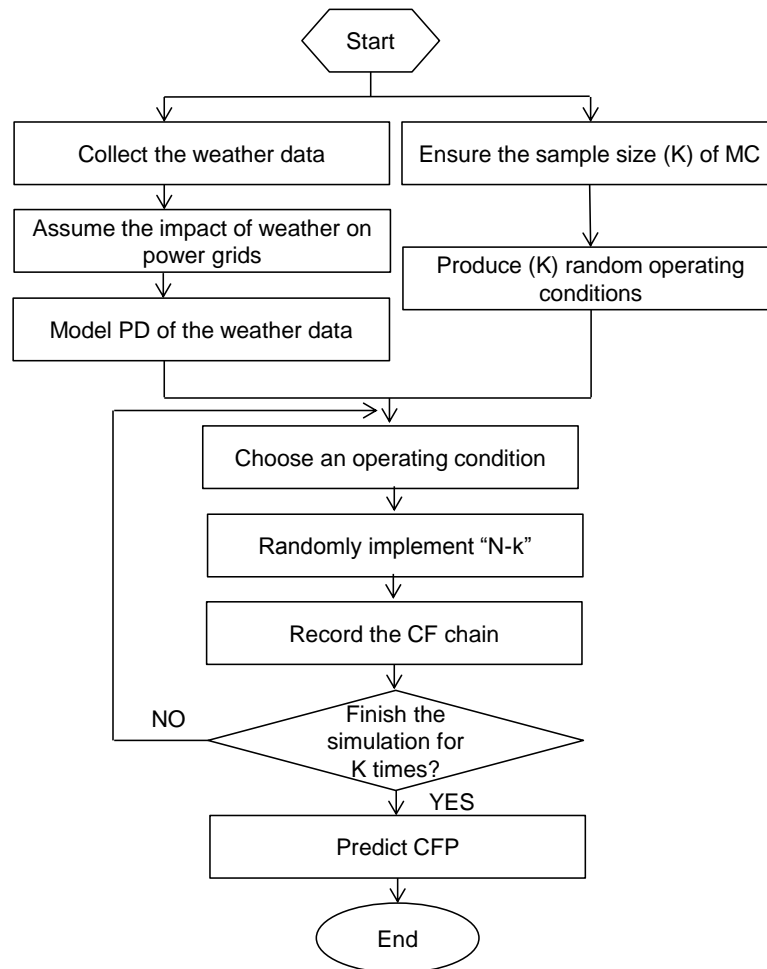 Start
Collect the weather data
Ensure the sample size (K) of MC
Assume the impact of weather on
power grids
Produce (K) random operating
conditions
Model PD of the weather data
Choose an operating condition
Randomly implement “N-k”
Record the CF chain
NO
Finish the
simulation for
K times?
YES
Predict CFP
End